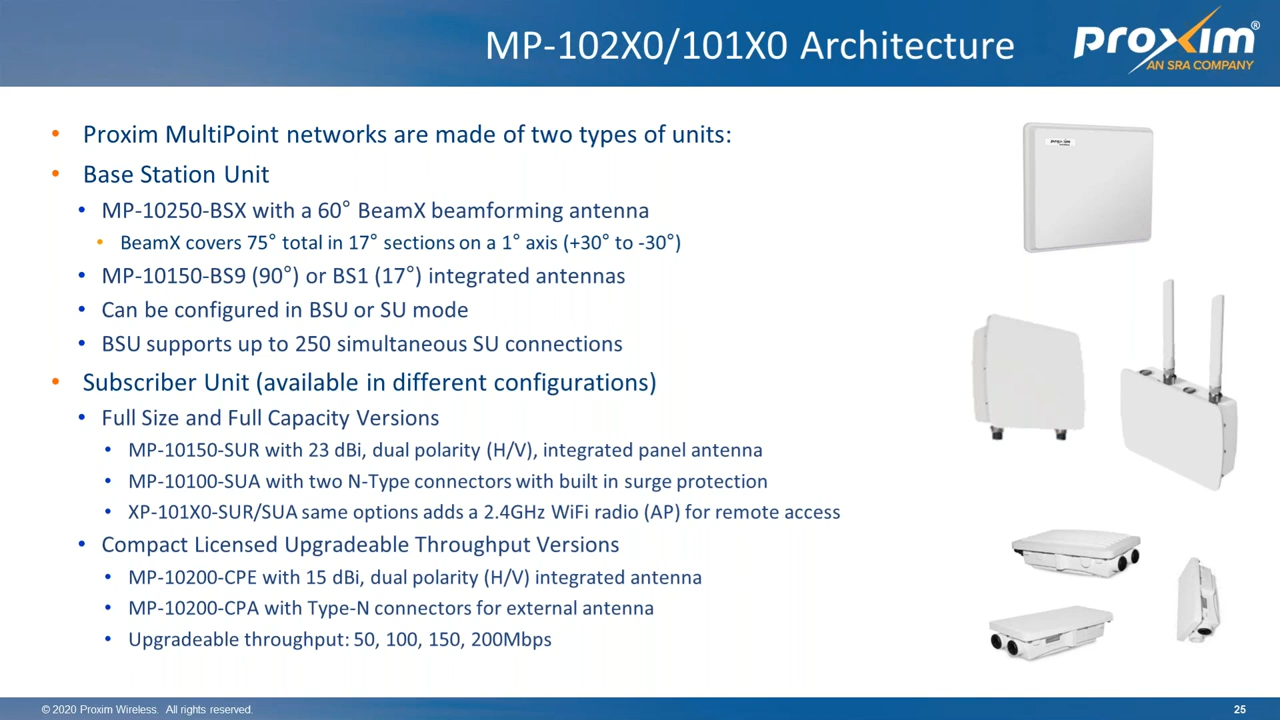 MP-102X0/101X0 Architecture
proxim®
AN SRA COMPANY
• Proxim MultiPoint networks are made of two types of units:
• Base Station Unit
• MP-10250-BSX with a 60° BeamX beamforming antenna
• BeamX covers 75° total in 17° sections on a 1° axis (+30° to -30°)
• MP-10150-BS9 (90°) or BS1 (17°) integrated antennas
• Can be configured in BSU or SU mode
• BSU supports up to 250 simultaneous SU connections
• Subscriber Unit (available in different configurations)
• Full Size and Full Capacity Versions
• MP-10150-SUR with 23 dBi, dual polarity (H/V), integrated panel antenna
• MP-10100-SUA with two N-Type connectors with built in surge protection
• XP-101X0-SUR/SUA same options adds a 2.4GHz WiFi radio (AP) for remote access
• Compact Licensed Upgradeable Throughput Versions
• MP-10200-CPE with 15 dBi, dual polarity (H/V) integrated antenna
• MP-10200-CPA with Type-N connectors for external antenna
• Upgradeable throughput: 50, 100, 150, 200Mbps
proxim
© 2020 Proxim Wireless. All rights reserved.
25